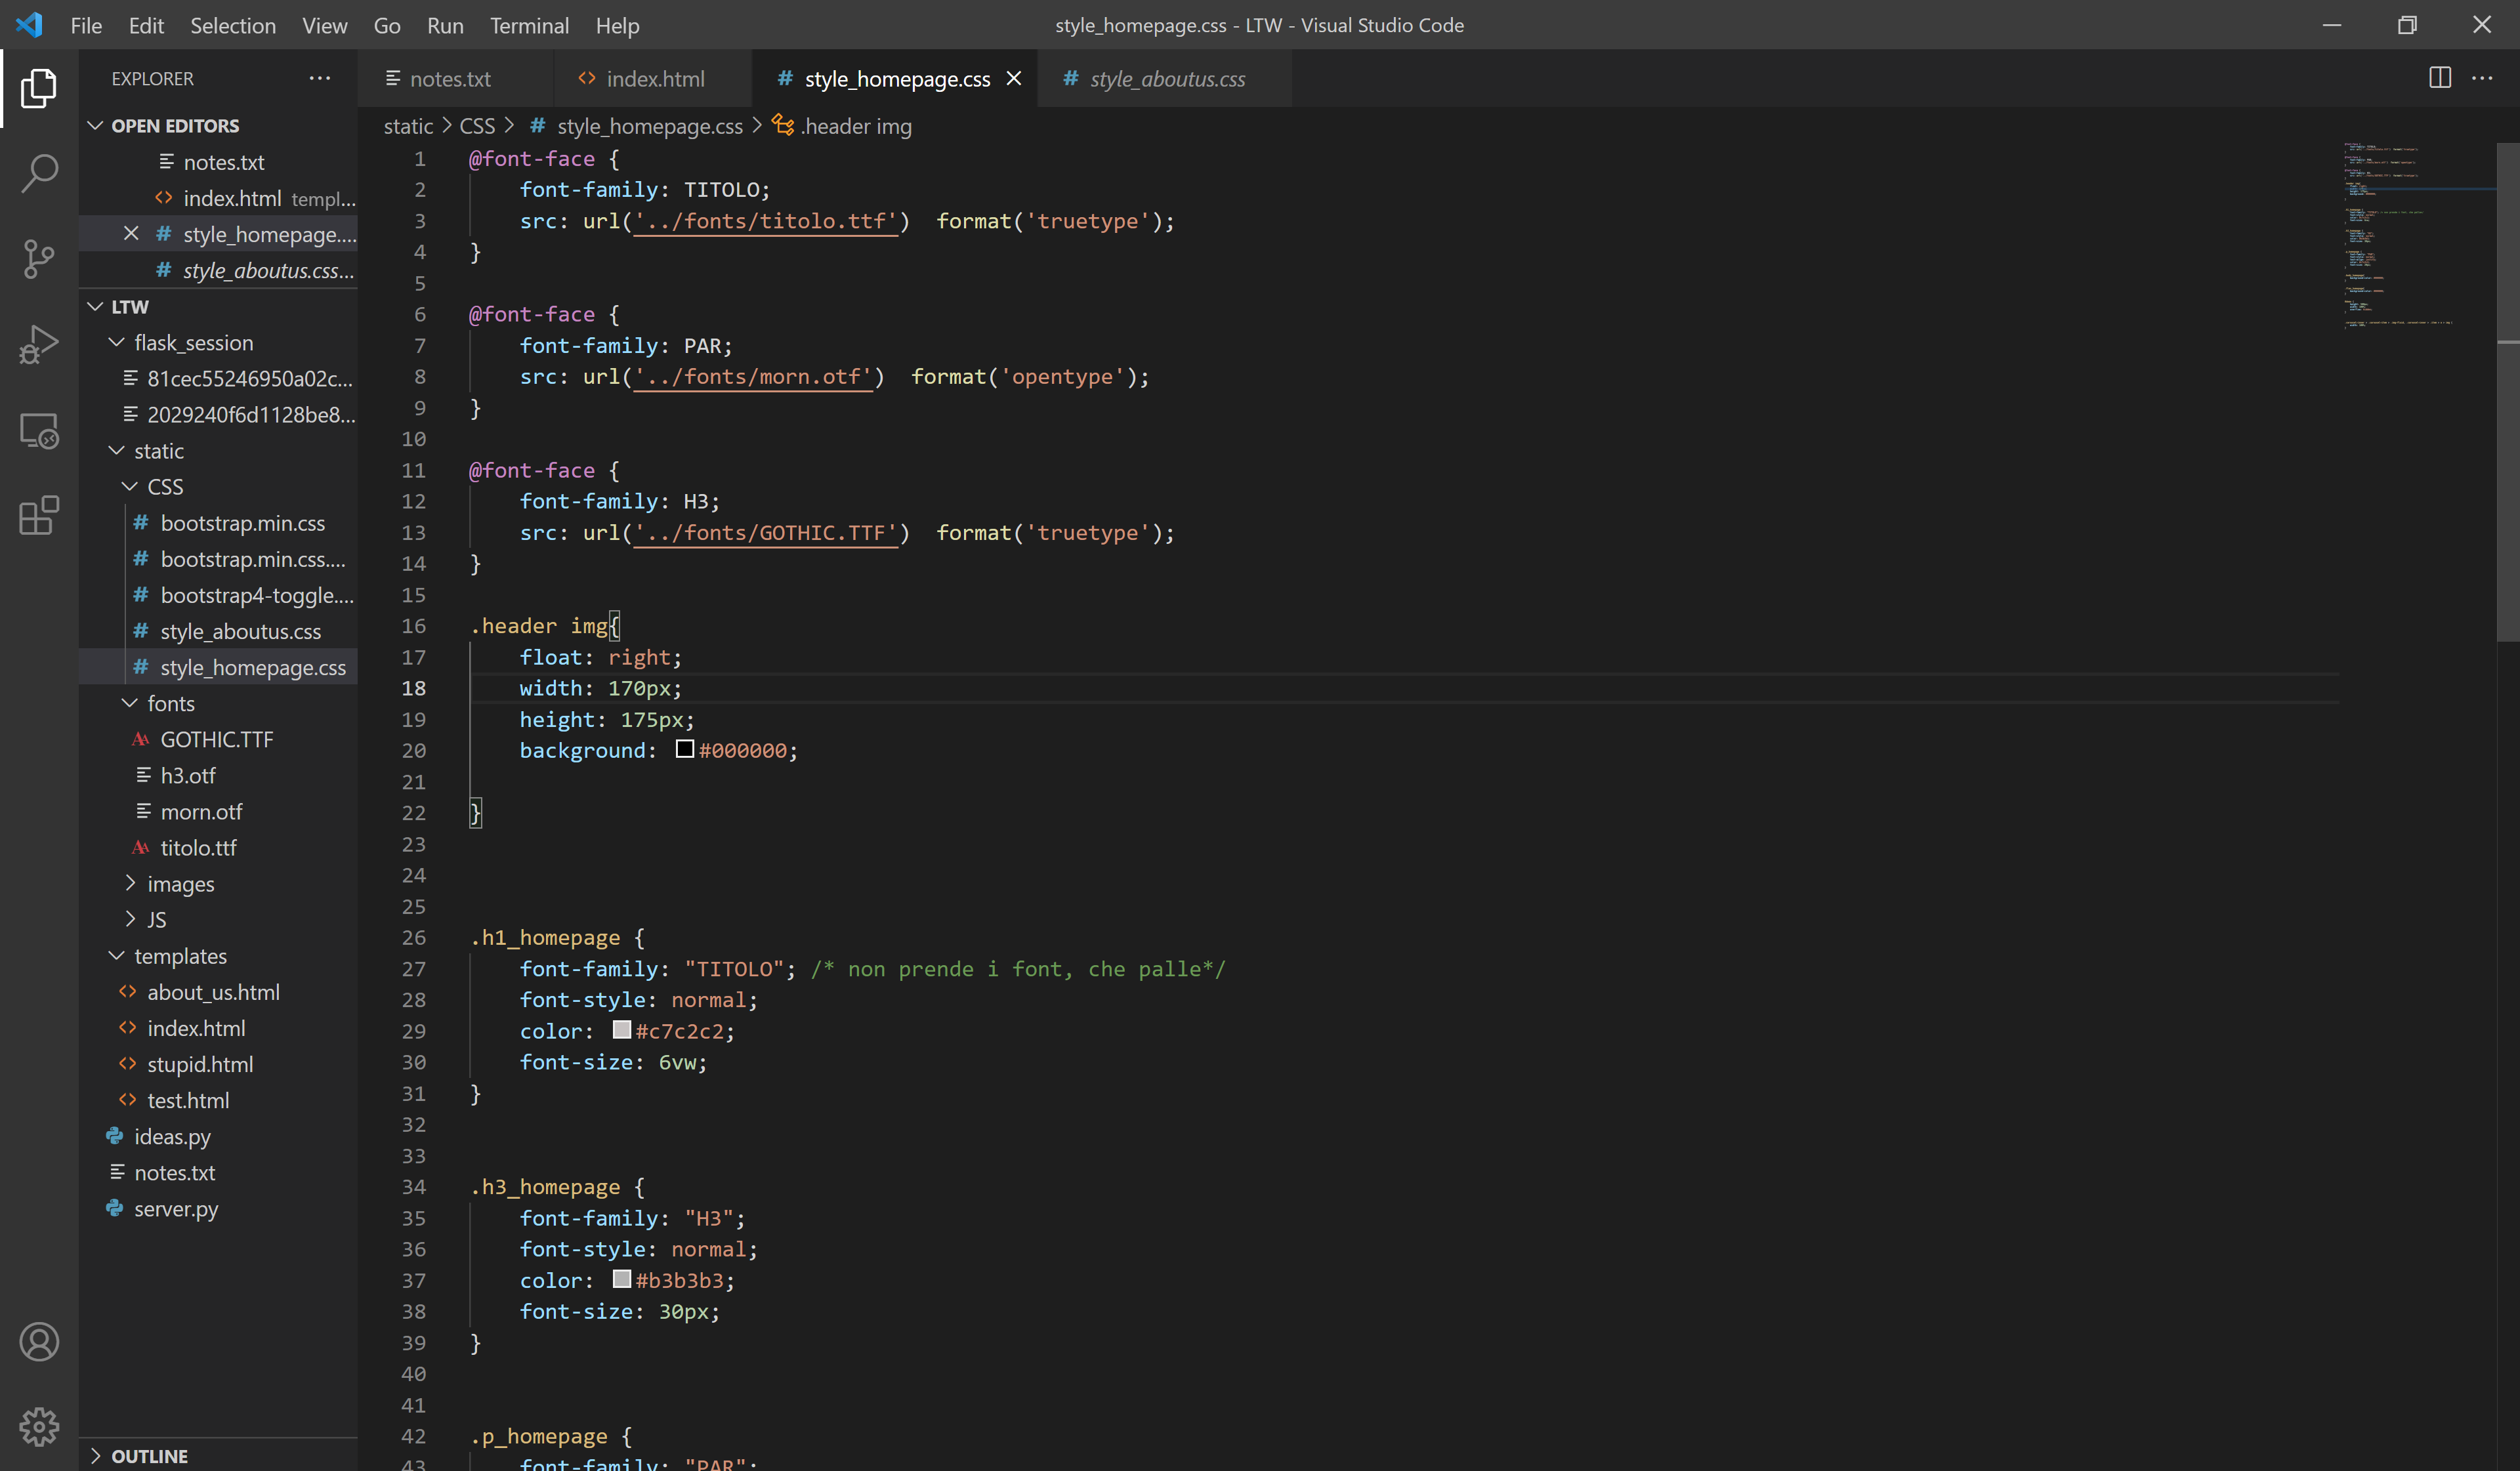 File Edit Selection View Go Run Terminal Help
style_homepage.css - LTW - Visual Studio Code
EXPLORER
OPEN EDITORS
notes.txt
index.html templ...
style_homepage....
style_aboutus.css...
LTW
flask_session
81cec55246950a02c...
2029240f6d1128be8...
static
CSS
bootstrap.min.css
bootstrap.min.css....
bootstrap4-toggle....
style_aboutus.css
style_homepage.css
fonts
GOTHIC.TTF
h3.otf
morn.otf
titolo.ttf
images
JS
templates
about_us.html
index.html
stupid.html
test.html
ideas.py
notes.txt
server.py
OUTLINE
notes.txt index.html style_homepage.css style_aboutus.css
static > CSS > # style_homepage.css > .header img
1 @font-face {
2 font-family: TITOLO;
3 src: url('../fonts/titolo.ttf') format('truetype');
4 }
5
6 @font-face {
7 font-family: PAR;
8 src: url('../fonts/morn.otf') format('opentype');
9 }
10
11 @font-face {
12 font-family: H3;
13 src: url('../fonts/GOTHIC.TTF') format('truetype');
14 }
15
16 .header img{
17 float: right;
18 width: 170px;
19 height: 175px;
20 background: #000000;
21
22 }
23
24
25
26 .h1_homepage {
27 font-family: "TITOLO"; /* non prende i font, che palle*/
28 font-style: normal;
29 color: #c7c2c2;
30 font-size: 6vw;
31 }
32
33
34 .h3_homepage {
35 font-family: "H3";
36 font-style: normal;
37 color: #b3b3b3;
38 font-size: 30px;
39 }
40
41
42 .p_homepage {
43 font-family: "PAR";